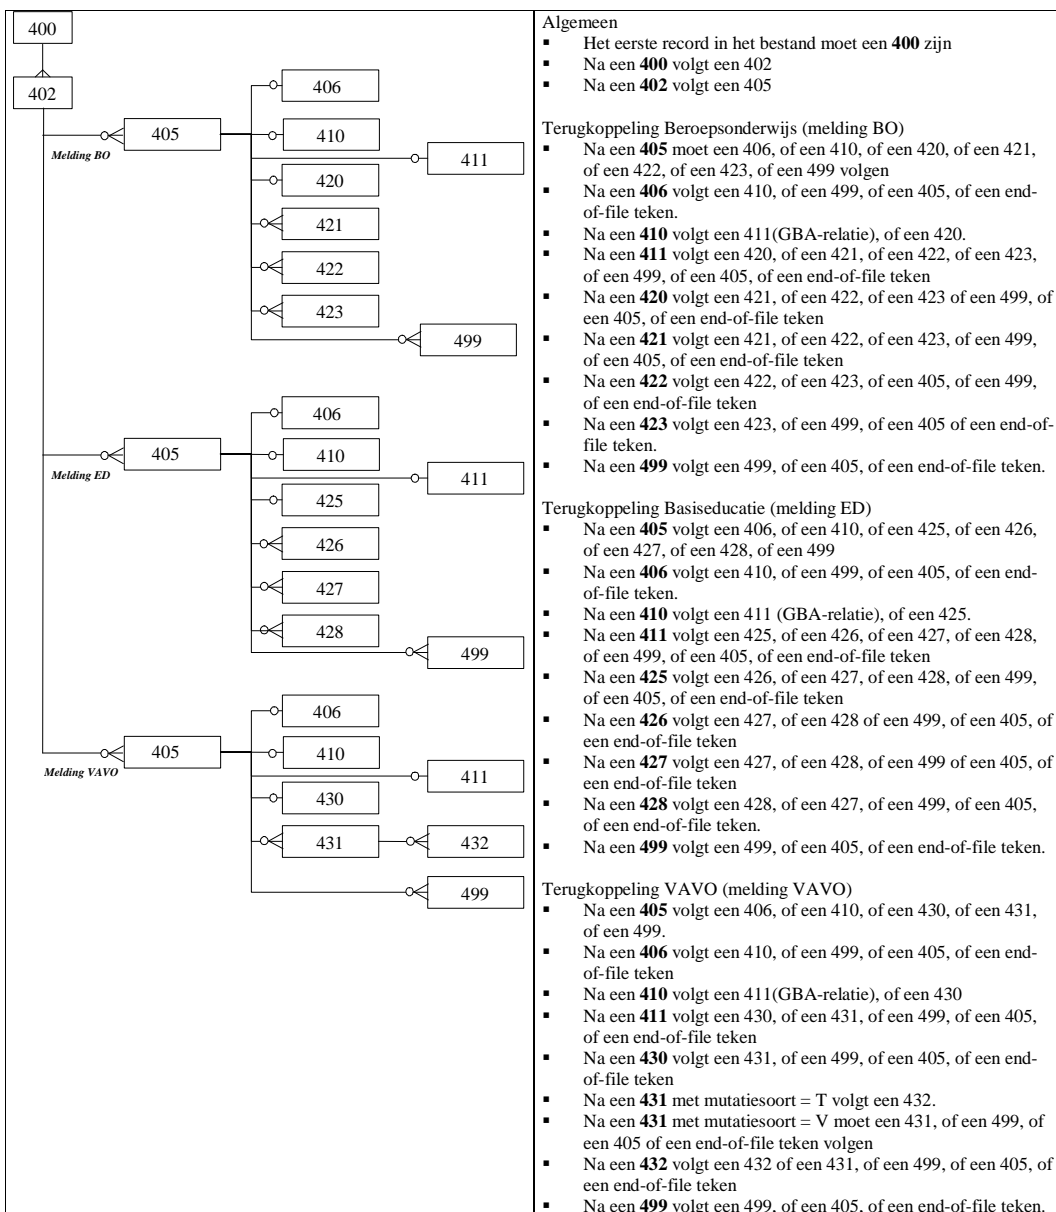 400
402
405
Melding BO
406
410
411
420
421
422
423
499
405
Melding ED
406
410
411
425
426
427
428
499
405
Melding VAVO
406
410
411
430
431
432
499
Algemeen
▪ Het eerste record in het bestand moet een 400 zijn
▪ Na een 400 volgt een 402
▪ Na een 402 volgt een 405
Terugkoppeling Beroepsonderwijs (melding BO)
▪ Na een 405 moet een 406, of een 410, of een 420, of een 421,
of een 422, of een 423, of een 499 volgen
▪ Na een 406 volgt een 410, of een 499, of een 405, of een end-
of-file teken.
▪ Na een 410 volgt een 411(GBA-relatie), of een 420.
▪ Na een 411 volgt een 420, of een 421, of een 422, of een 423,
of een 499, of een 405, of een end-of-file teken
▪ Na een 420 volgt een 421, of een 422, of een 423 of een 499, of
een 405, of een end-of-file teken
▪ Na een 421 volgt een 421, of een 422, of een 423, of een 499,
of een 405, of een end-of-file teken
▪ Na een 422 volgt een 422, of een 423, of een 405, of een 499,
of een end-of-file teken
▪ Na een 423 volgt een 423, of een 499, of een 405 of een end-of-
file teken.
▪ Na een 499 volgt een 499, of een 405, of een end-of-file teken.
Terugkoppeling Basiseducatie (melding ED)
▪ Na een 405 volgt een 406, of een 410, of een 425, of een 426,
of een 427, of een 428, of een 499
▪ Na een 406 volgt een 410, of een 499, of een 405, of een end-
of-file teken.
▪ Na een 410 volgt een 411 (GBA-relatie), of een 425.
▪ Na een 411 volgt een 425, of een 426, of een 427, of een 428,
of een 499, of een 405, of een end-of-file teken
▪ Na een 425 volgt een 426, of een 427, of een 428, of een 499,
of een 405, of een end-of-file teken
▪ Na een 426 volgt een 427, of een 428 of een 499, of een 405, of
een end-of-file teken
▪ Na een 427 volgt een 427, of een 428, of een 499 of een 405, of
een end-of-file teken
▪ Na een 428 volgt een 428, of een 427, of een 499, of een 405,
of een end-of-file teken.
▪ Na een 499 volgt een 499, of een 405, of een end-of-file teken.
Terugkoppeling VAVO (melding VAVO)
▪ Na een 405 volgt een 406, of een 410, of een 430, of een 431,
of een 499.
▪ Na een 406 volgt een 410, of een 499, of een 405, of een end-
of-file teken
▪ Na een 410 volgt een 411(GBA-relatie), of een 430
▪ Na een 411 volgt een 430, of een 431, of een 499, of een 405,
of een end-of-file teken
▪ Na een 430 volgt een 431, of een 499, of een 405, of een end-
of-file teken
▪ Na een 431 met mutatiesoort = T volgt een 432.
▪ Na een 431 met mutatiesoort = V moet een 431, of een 499, of
een 405 of een end-of-file teken volgen
▪ Na een 432 volgt een 432 of een 431, of een 499, of een 405, of
een end-of-file teken
▪ Na een 499 volgt een 499, of een 405, of een end-of-file teken.